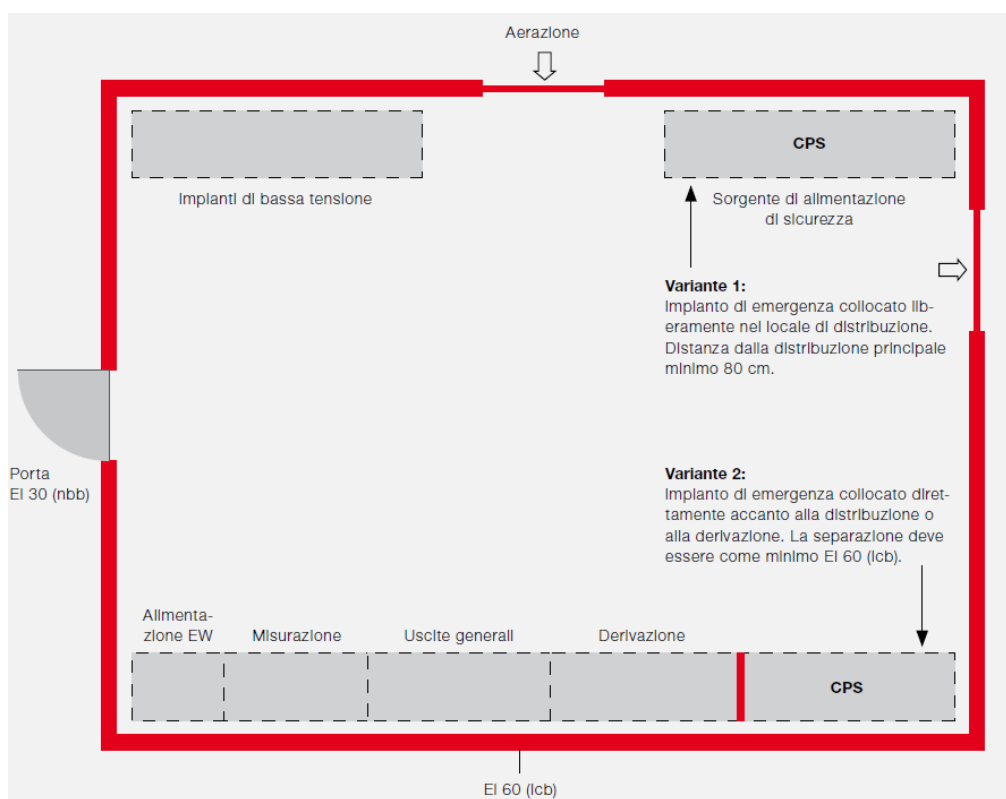 Aerazione
CPS
Impianti di bassa tensione
Sorgente di alimentazione
di sicurezza
Variante 1:
Impianto di emergenza collocato lib-
eramente nel locale di distribuzione.
Distanza dalla distribuzione principale
minimo 80 cm.
Porta
EI 30 (nbb)
Variante 2:
Impianto di emergenza collocato diret-
tamente accanto alla distribuzione o
alla derivazione. La separazione deve
essere come minimo EI 60 (icb).
Alimenta-
zione EW
Misurazione
Uscite generali
Derivazione
CPS
EI 60 (icb)